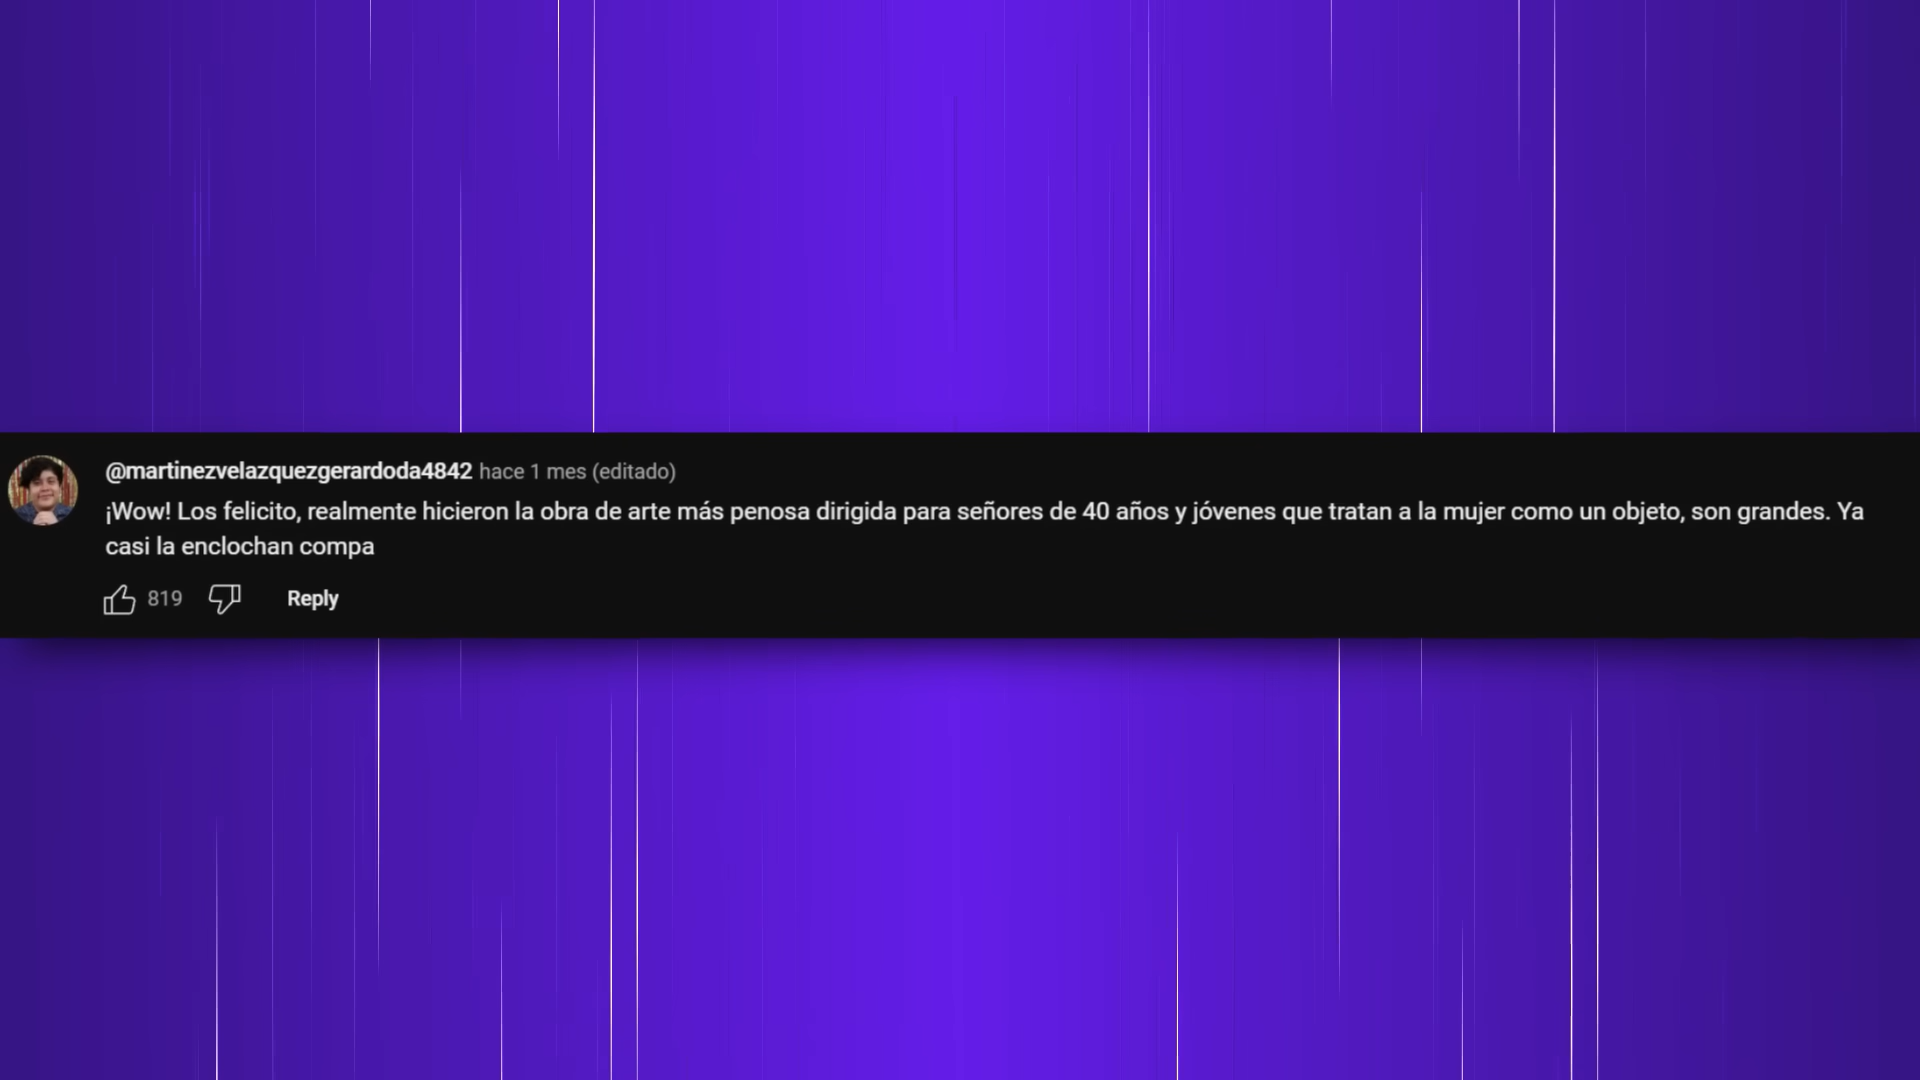 @martinezvelazquezgerardoda4842 hace 1 mes (editado)
¡Wow! Los felicito, realmente hicieron la obra de arte más penosa dirigida para señores de 40 años y jóvenes que tratan a la mujer como un objeto, son grandes. Ya
casi la enclochan compa
819 Reply